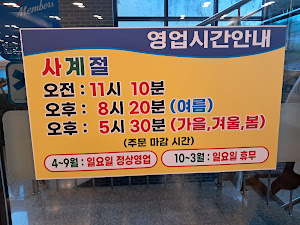 Members
영업시간안내
사계절
오전 : 11시 10분
오후 : 8시 20분 (여름)
오후 : 5시 30분 (가을,겨울,봄)
(주문 마감 시간)
4~9월 : 일요일 정상영업
10~3월 : 일요일 휴무